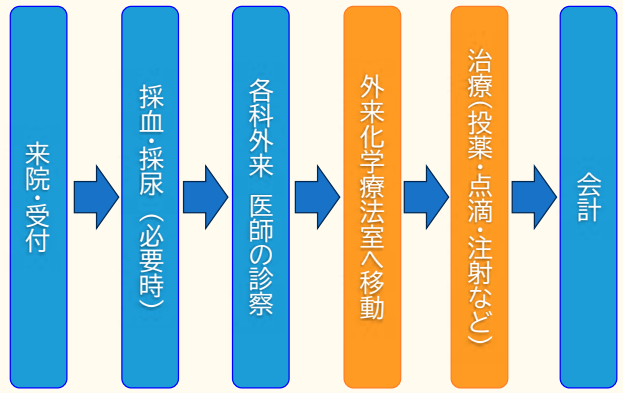 来院・受付
採血・採尿（必要時）
各科外来　医師の診察
外来化学療法室へ移動
治療（投薬・点滴・注射など）
会計